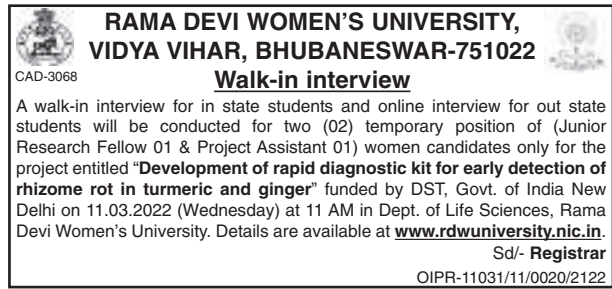 RAMA DEVI WOMEN'S UNIVERSITY,
VIDYA VIHAR, BHUBANESWAR-751022
CAD-3068
Walk-in interview
A walk-in interview for in state students and online interview for out state
students will be conducted for two (02) temporary position of (Junior
Research Fellow 01 & Project Assistant 01) women candidates only for the
project entitled "Development of rapid diagnostic kit for early detection of
rhizome rot in turmeric and ginger" funded by DST, Govt. of India New
Delhi on 11.03.2022 (Wednesday) at 11 AM in Dept. of Life Sciences, Rama
Devi Women's University. Details are available at www.rdwuniversity.nic.in.
Sd/- Registrar
OIPR-11031/11/0020/2122